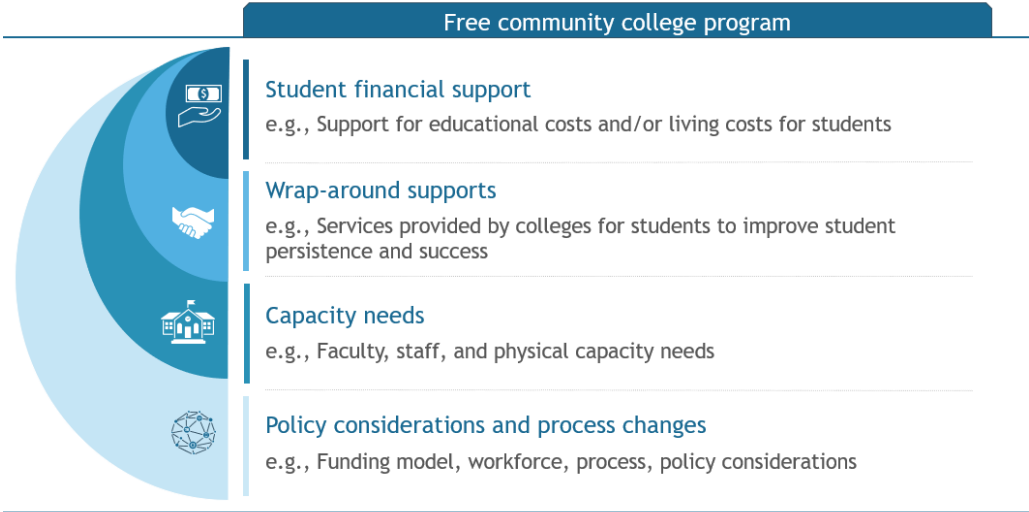 Free community college program
Student financial support
e.g., Support for educational costs and/or living costs for students
Wrap-around supports
e.g., Services provided by colleges for students to improve student
persistence and success
Capacity needs
e.g., Faculty, staff, and physical capacity needs
Policy considerations and process changes
e.g., Funding model, workforce, process, policy considerations